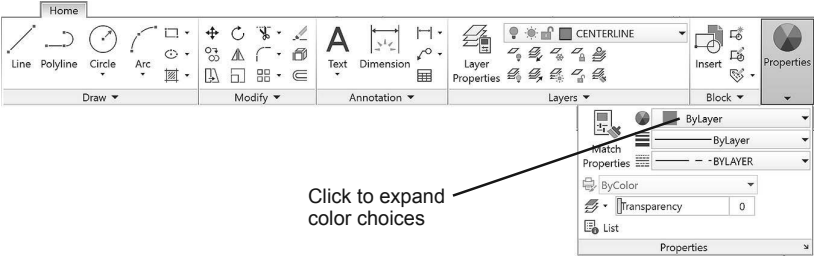 Home
Line Polyline Circle Arc
Text Dimension
Layer
Properties
CENTERLINE
Insert
Properties
Draw
Modify
Annotation
Layers
Block
Match
Properties
ByLayer
ByLayer
BYLAYER
ByColor
Transparency 0
List
Properties
Click to expand
color choices